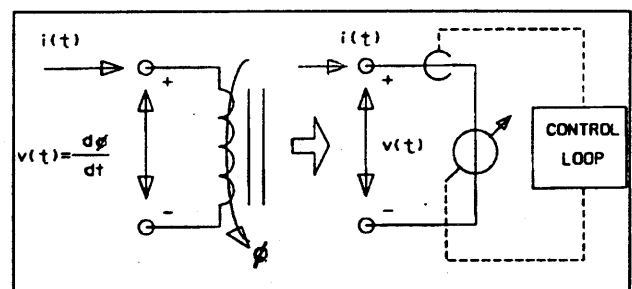 i(t)
+
v(t)=dφ/dt
-
φ
i(t)
+
v(t)
-
CONTROL
LOOP